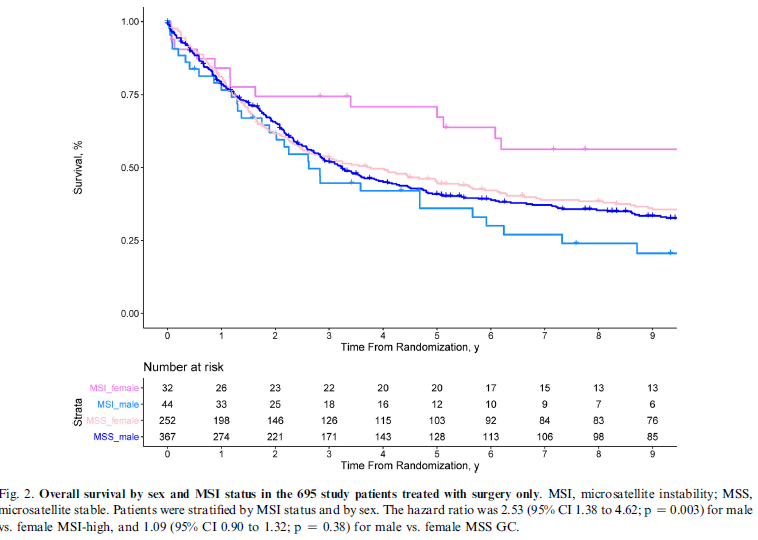 1.00
0.75
0.50
0.25
0.00
Survival, %
0 1 2 3 4 5 6 7 8 9
Time From Randomization, y
Number at risk
Strata
MSI_female 32 26 23 22 20 20 17 15 13 13
MSI_male 44 33 25 18 16 12 10 9 7 6
MSS_female 252 198 146 126 115 103 92 84 83 76
MSS_male 367 274 221 171 143 128 113 106 98 85
0 1 2 3 4 5 6 7 8 9
Time From Randomization, y
Fig. 2. Overall survival by sex and MSI status in the 695 study patients treated with surgery only. MSI, microsatellite instability; MSS,
microsatellite stable. Patients were stratified by MSI status and by sex. The hazard ratio was 2.53 (95% CI 1.38 to 4.62; p = 0.003) for male
vs. female MSI-high, and 1.09 (95% CI 0.90 to 1.32; p = 0.38) for male vs. female MSS GC.